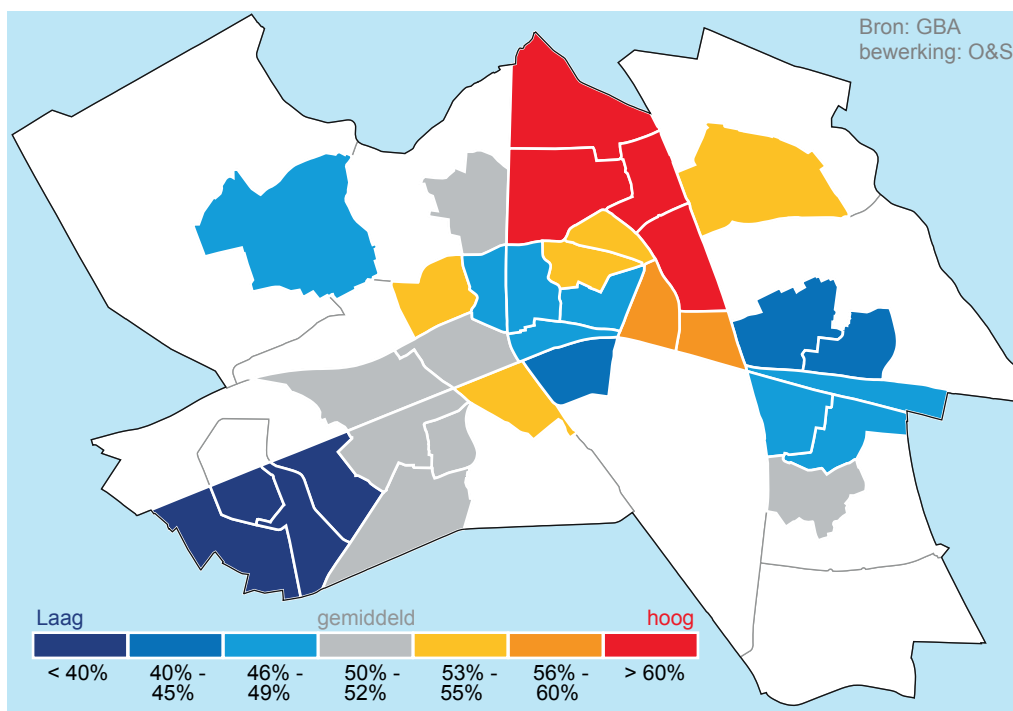 Bron: GBA
bewerking: O&S
Laag gemiddeld hoog
< 40% 40% - 46% - 50% - 53% - 56% - > 60%
45% 49% 52% 55% 60%